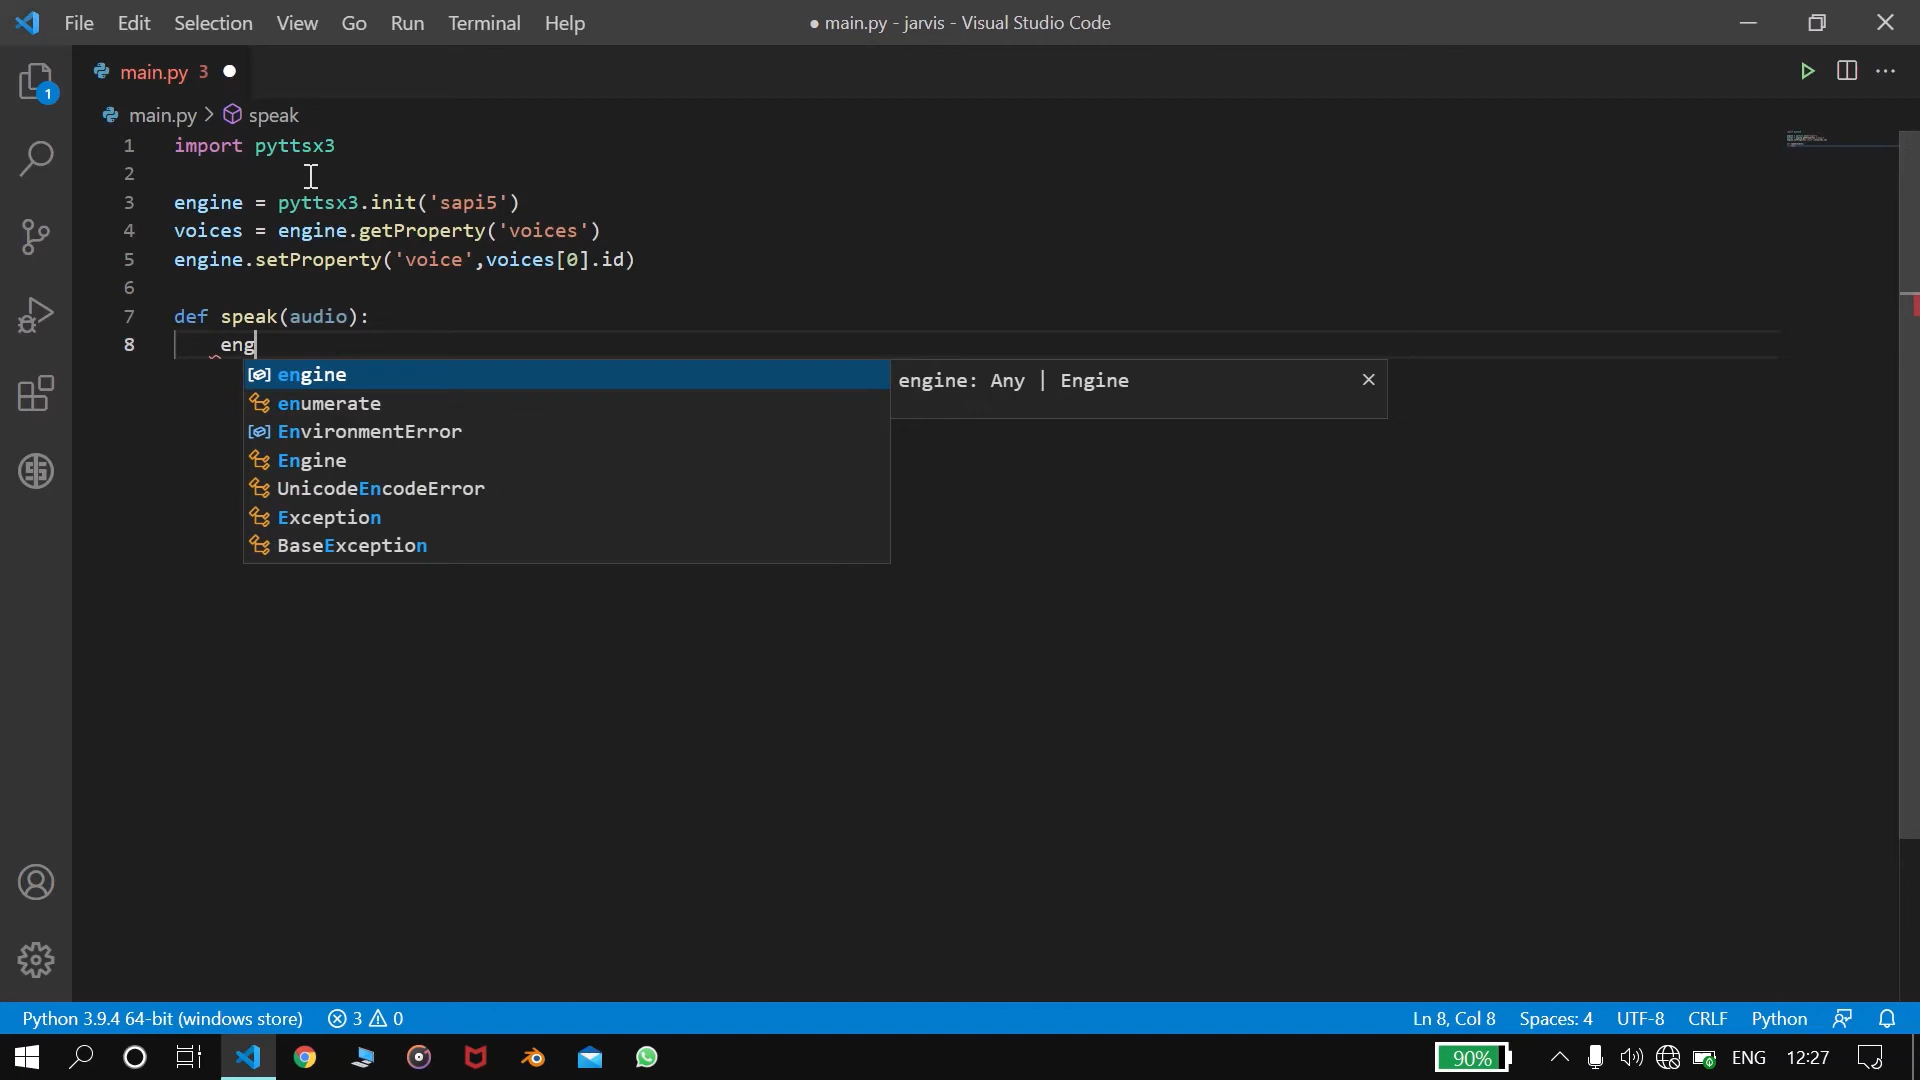 File Edit Selection View Go Run Terminal Help ● main.py - jarvis - Visual Studio Code
1
main.py 3 ●
main.py > speak
1 import pyttsx3
2
3 engine = pyttsx3.init('sapi5')
4 voices = engine.getProperty('voices')
5 engine.setProperty('voice',voices[0].id)
6
7 def speak(audio):
8 eng
engine
engine: Any | Engine
enumerate
EnvironmentError
Engine
UnicodeEncodeError
Exception
BaseException
Python 3.9.4 64-bit (windows store) 3 0 Ln 8, Col 8 Spaces: 4 UTF-8 CRLF Python
90% ENG 12:27